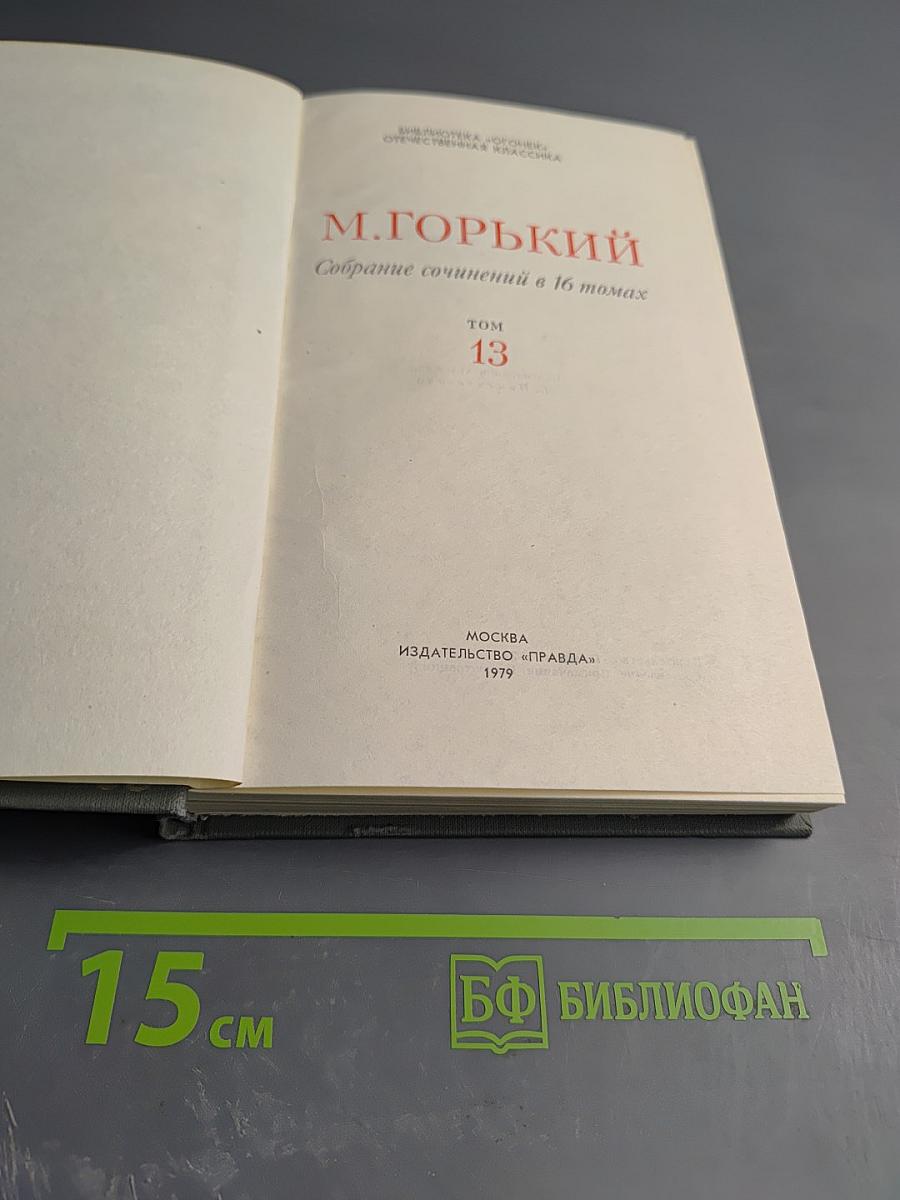 БИБЛИОТЕКА «ОГОНЕК»
ОТЕЧЕСТВЕННАЯ КЛАССИКА
М.ГОРЬКИЙ
Собрание сочинений в 16 томах
ТОМ
13
МОСКВА
ИЗДАТЕЛЬСТВО «ПРАВДА»
1979
15 см
БФ БИБЛИОФАН